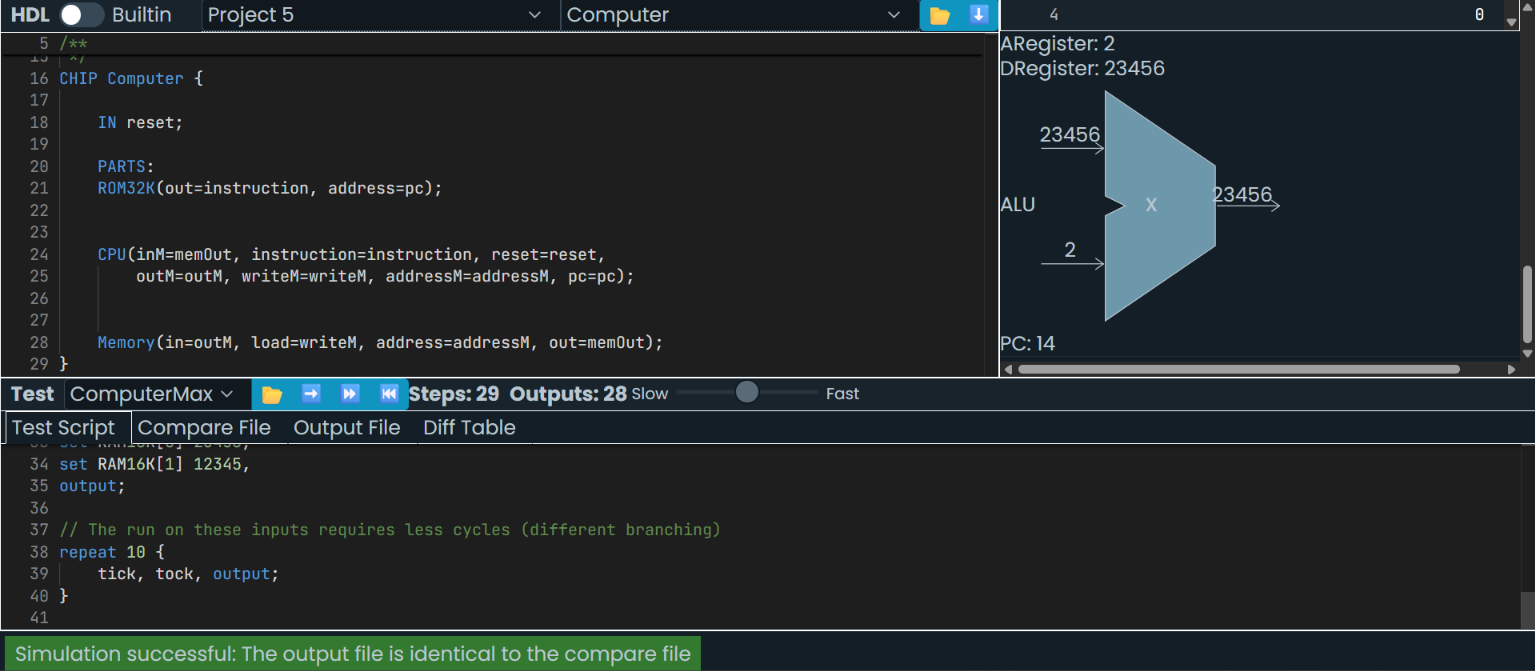 HDL Builtin Project 5 Computer
5 /**
15 */
16 CHIP Computer {
17
18 IN reset;
19
20 PARTS:
21 ROM32K(out=instruction, address=pc);
22
23
24 CPU(inM=memOut, instruction=instruction, reset=reset,
25 outM=outM, writeM=writeM, addressM=addressM, pc=pc);
26
27
28 Memory(in=outM, load=writeM, address=addressM, out=memOut);
29 }
4 0
ARegister: 2
DRegister: 23456
23456
ALU X 23456
2
PC: 14
Test ComputerMax Steps: 29 Outputs: 28 Slow Fast
Test Script Compare File Output File Diff Table
34 set RAM16K[1] 12345,
35 output;
36
37 // The run on these inputs requires less cycles (different branching)
38 repeat 10 {
39 tick, tock, output;
40 }
41
Simulation successful: The output file is identical to the compare file